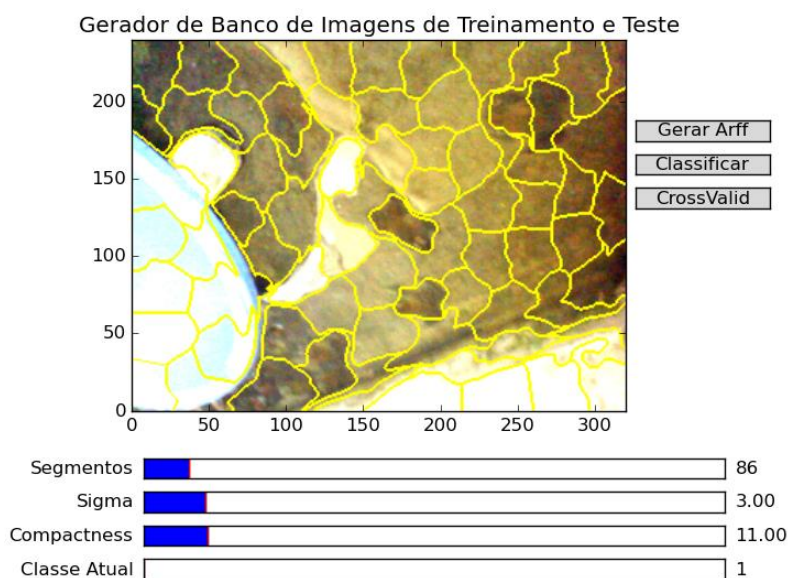 Gerador de Banco de Imagens de Treinamento e Teste
200
150
100
50
0
0 50 100 150 200 250 300
Gerar Arff
Classificar
CrossValid
Segmentos 86
Sigma 3.00
Compactness 11.00
Classe Atual 1